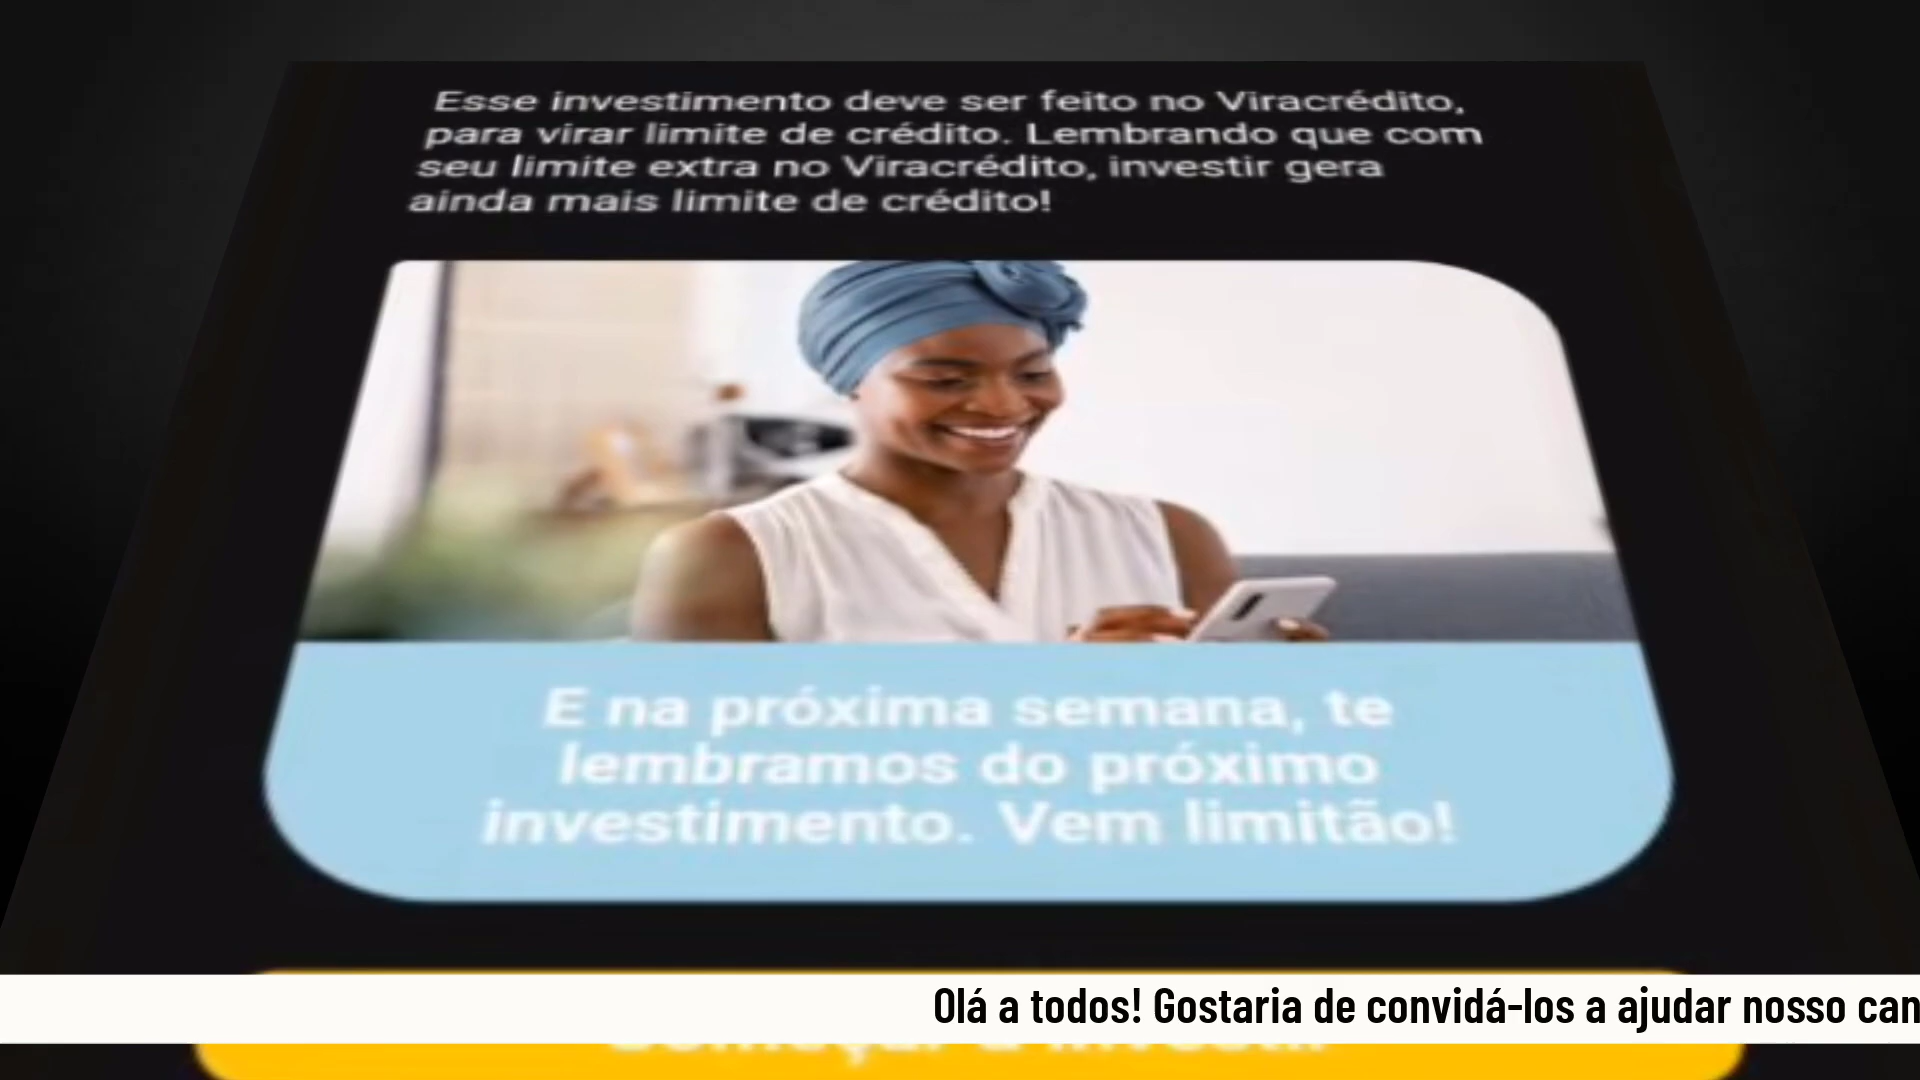 Esse investimento deve ser feito no Viracrédito,
para virar limite de crédito. Lembrando que com
seu limite extra no Viracrédito, investir gera
ainda mais limite de crédito!
E na próxima semana, te
lembramos do próximo
investimento. Vem limitão!
Olá a todos! Gostaria de convidá-los a ajudar nosso can